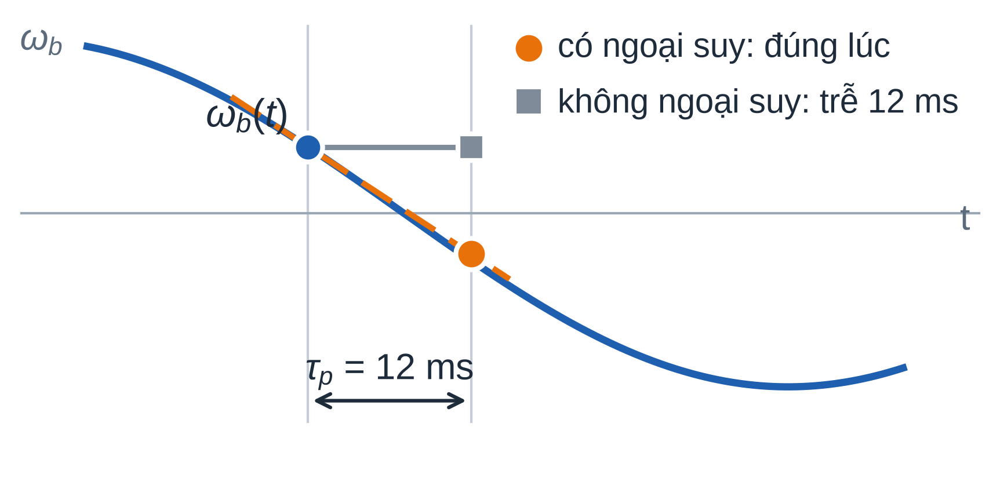 ω_b
có ngoại suy: đúng lúc
không ngoại suy: trễ 12 ms
ω_b(t)
t
τ_p = 12 ms